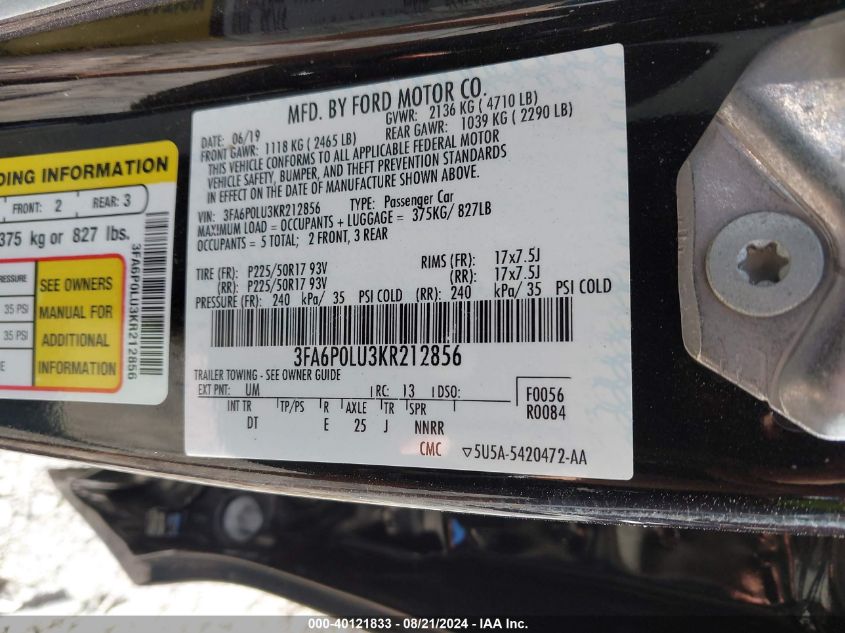 DING INFORMATION
FRONT: 2 REAR: 3
375 kg or 827 lbs.
PRESSURE
35 PSI
35 PSI
SEE OWNERS
MANUAL FOR
ADDITIONAL
INFORMATION
3FA6P0LU3KR212856
MFD. BY FORD MOTOR CO.
DATE: 06/19 GVWR: 2136 KG ( 4710 LB)
FRONT GAWR: 1118 KG ( 2465 LB) REAR GAWR: 1039 KG ( 2290 LB)
THIS VEHICLE CONFORMS TO ALL APPLICABLE FEDERAL MOTOR
VEHICLE SAFETY, BUMPER, AND THEFT PREVENTION STANDARDS
IN EFFECT ON THE DATE OF MANUFACTURE SHOWN ABOVE.
VIN: 3FA6P0LU3KR212856 TYPE: Passenger Car
MAXIMUM LOAD = OCCUPANTS + LUGGAGE = 375KG/ 827LB
OCCUPANTS = 5 TOTAL; 2 FRONT, 3 REAR
TIRE (FR): P225/50R17 93V RIMS (FR): 17x7.5J
(RR): P225/50R17 93V (RR): 17x7.5J
PRESSURE (FR): 240 kPa/ 35 PSI COLD (RR): 240 kPa/ 35 PSI COLD
3FA6P0LU3KR212856
TRAILER TOWING - SEE OWNER GUIDE
EXT PNT: UM RC: 13 DSO: F0056
INT TR TP/PS R AXLE TR SPR R0084
DT E 25 J NNRR
CMC ▽5U5A-5420472-AA
000-40121833 - 08/21/2024 - IAA Inc.